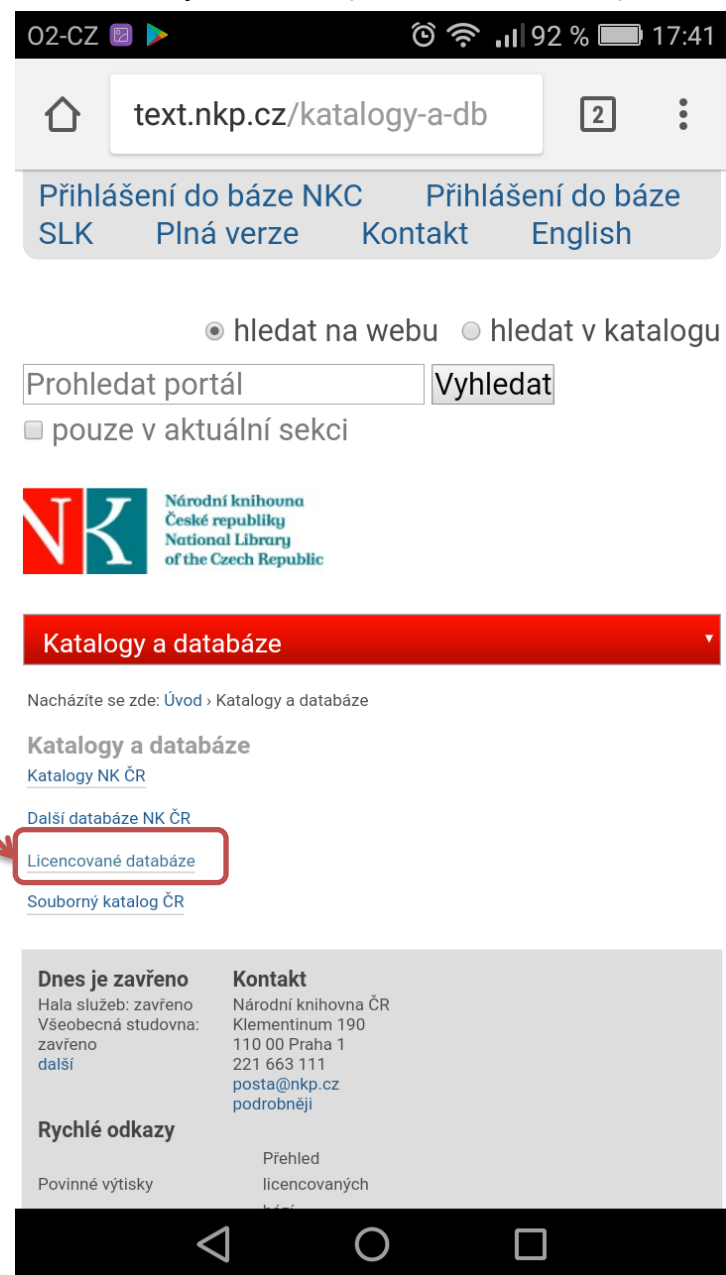 O2-CZ 92 % 17:41
text.nkp.cz/katalogy-a-db 2
Přihlášení do báze NKC Přihlášení do báze
SLK Plná verze Kontakt English
hledat na webu hledat v katalogu
Prohledat portál Vyhledat
pouze v aktuální sekci
NK
Národní knihovna
České republiky
National Library
of the Czech Republic
Katalogy a databáze
Nacházíte se zde: Úvod › Katalogy a databáze
Katalogy a databáze
Katalogy NK ČR
Další databáze NK ČR
Licencované databáze
Souborný katalog ČR
Dnes je zavřeno
Hala služeb: zavřeno
Všeobecná studovna:
zavřeno
další
Kontakt
Národní knihovna ČR
Klementinum 190
110 00 Praha 1
221 663 111
posta@nkp.cz
podrobněji
Rychlé odkazy
Povinné výtisky
Přehled
licencovaných